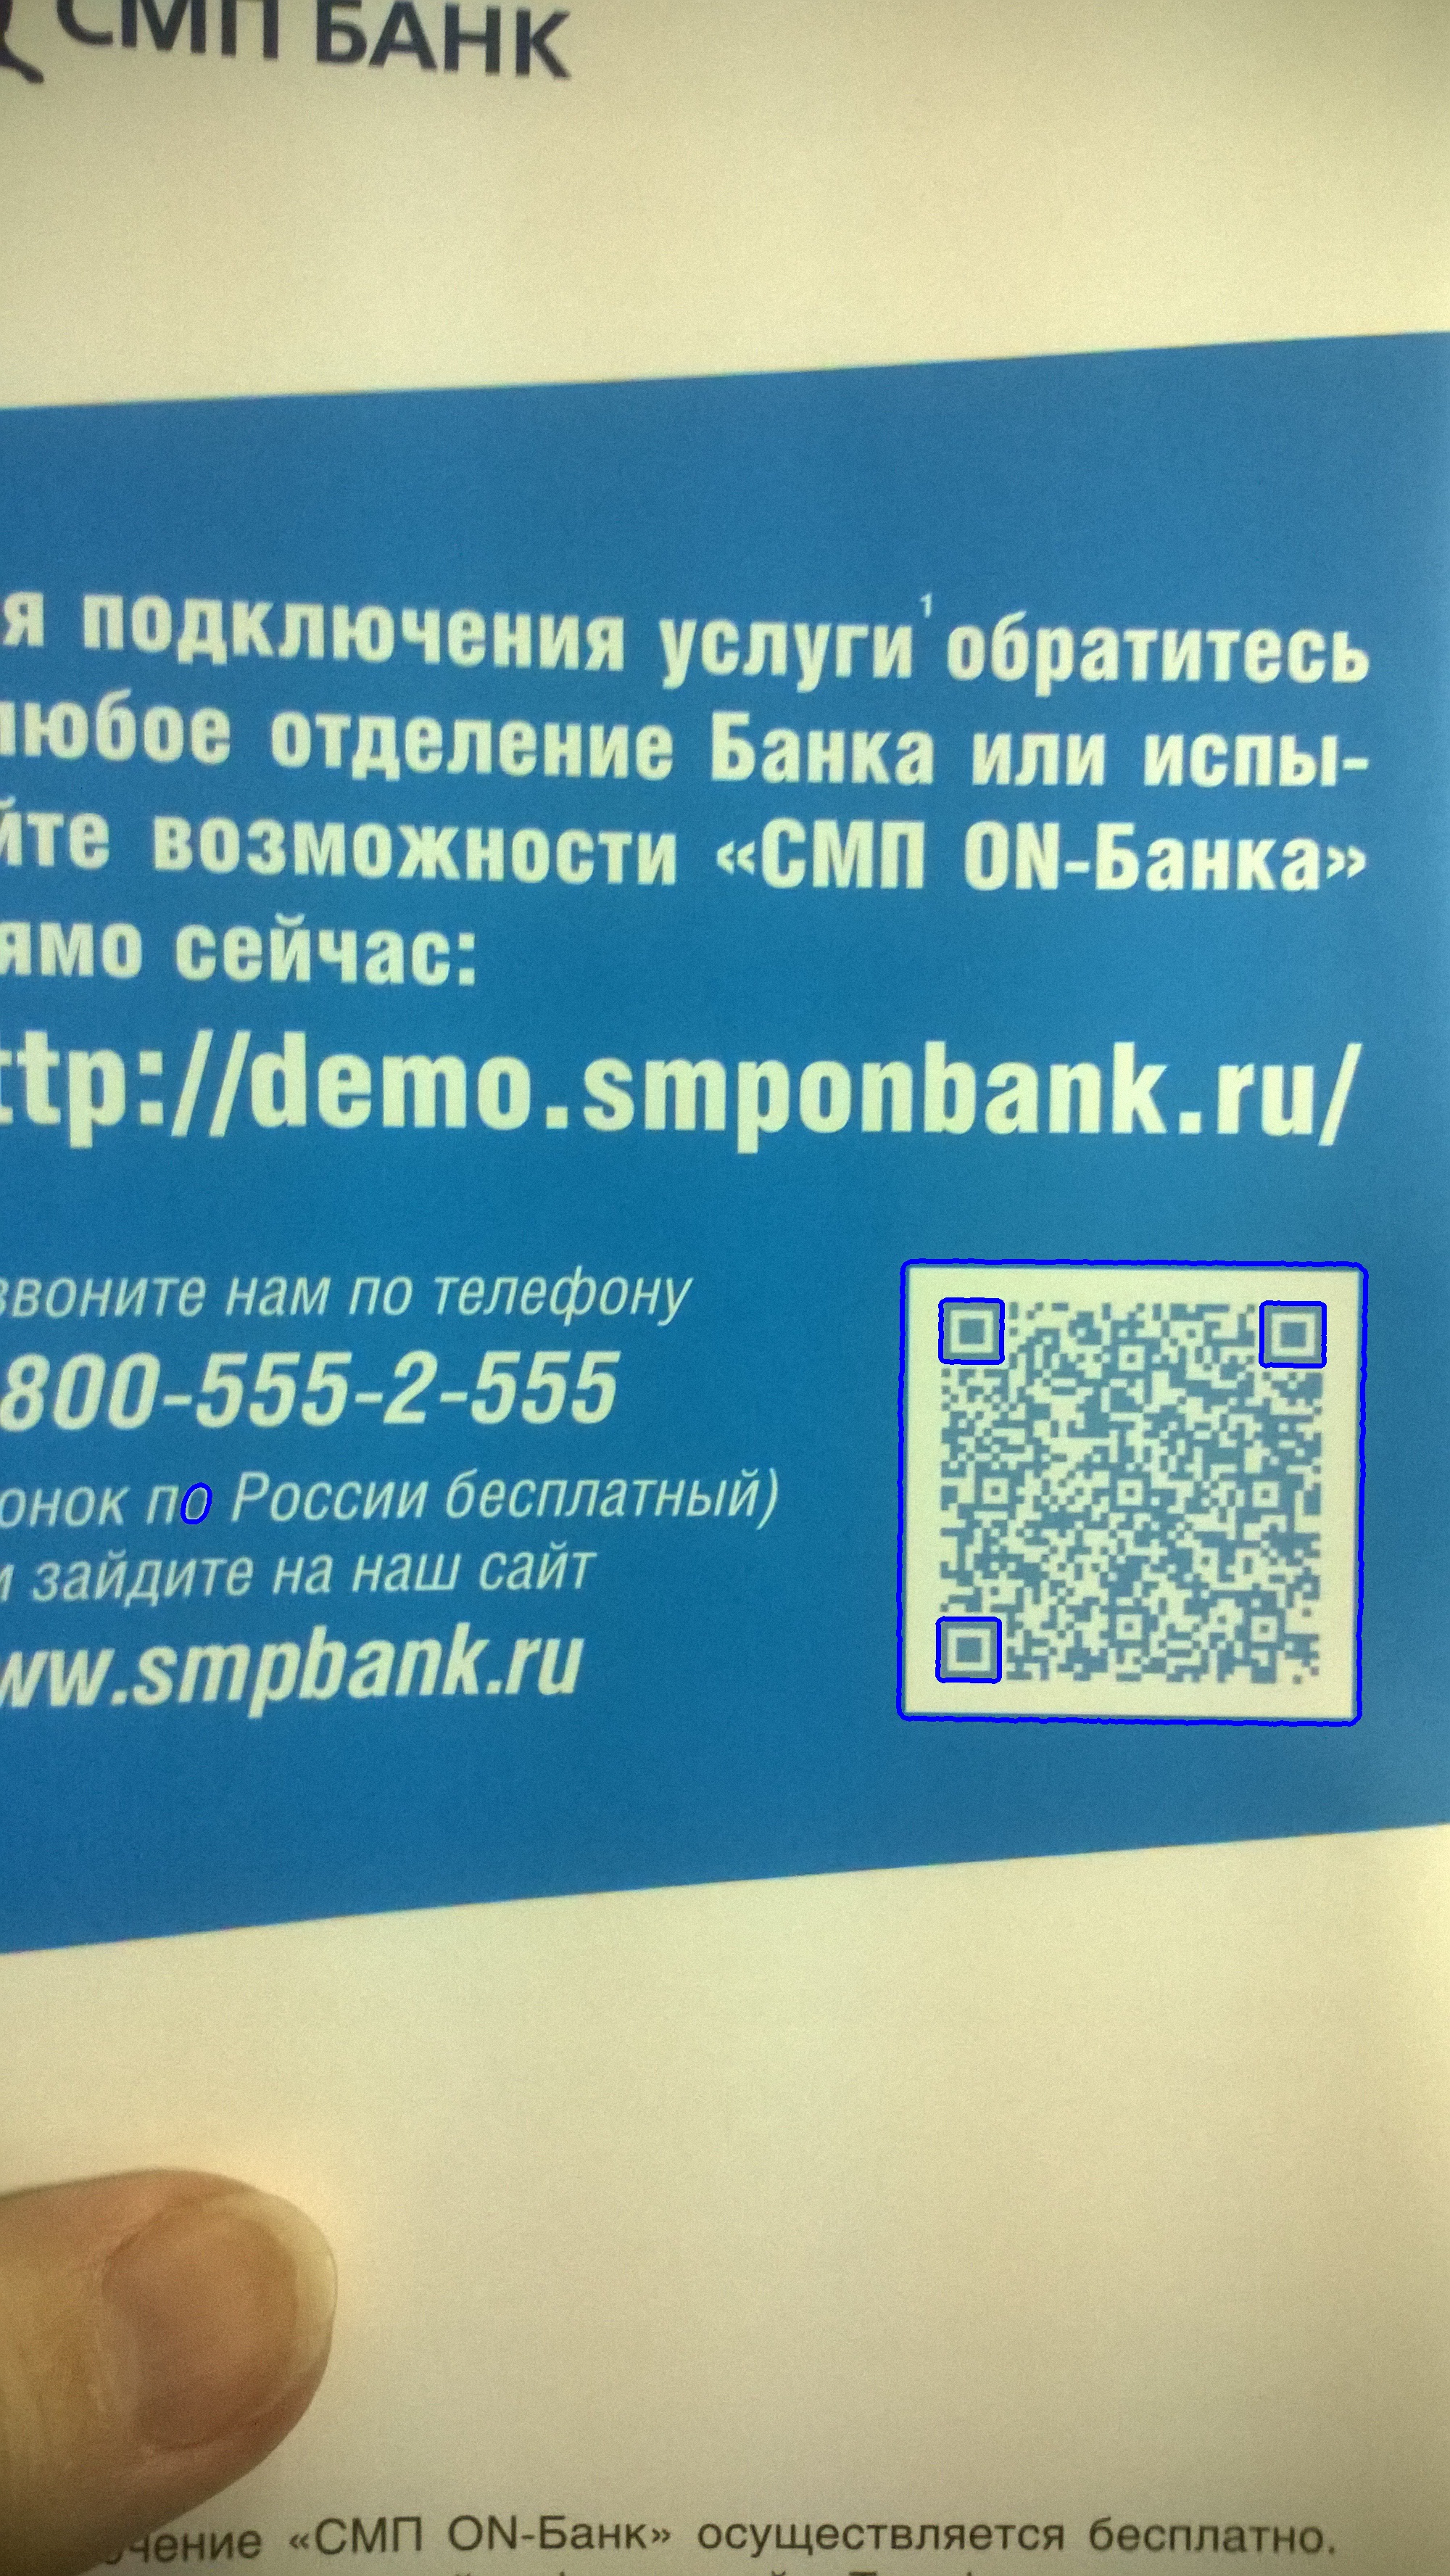 СМП БАНК
я подключения услуги¹ обратитесь
любое отделение Банка или испы-
йте возможности «СМП ON-Банка»
ямо сейчас:
ttp://demo.smponbank.ru/
звоните нам по телефону
800-555-2-555
онок по России бесплатный)
и зайдите на наш сайт
ww.smpbank.ru
чение «СМП ON-Банк» осуществляется бесплатно.